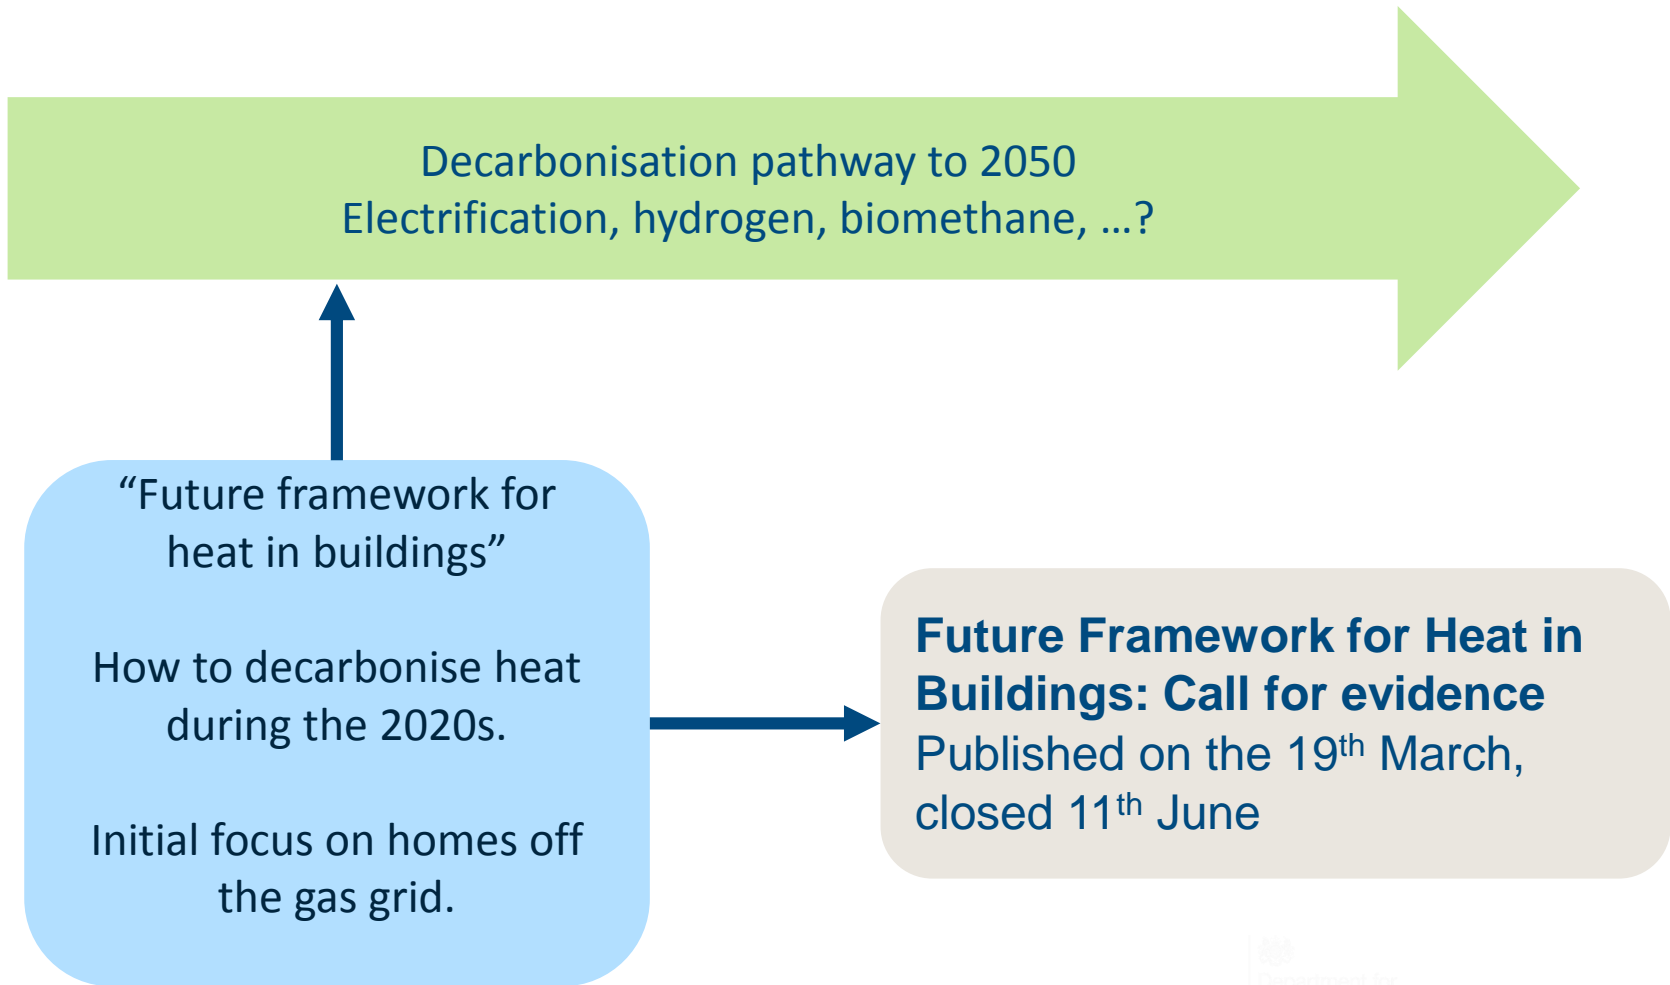 Decarbonisation pathway to 2050
Electrification, hydrogen, biomethane, …?
“Future framework for
heat in buildings”
How to decarbonise heat
during the 2020s.
Initial focus on homes off
the gas grid.
Future Framework for Heat in
Buildings: Call for evidence
Published on the 19th March,
closed 11th June
Department for